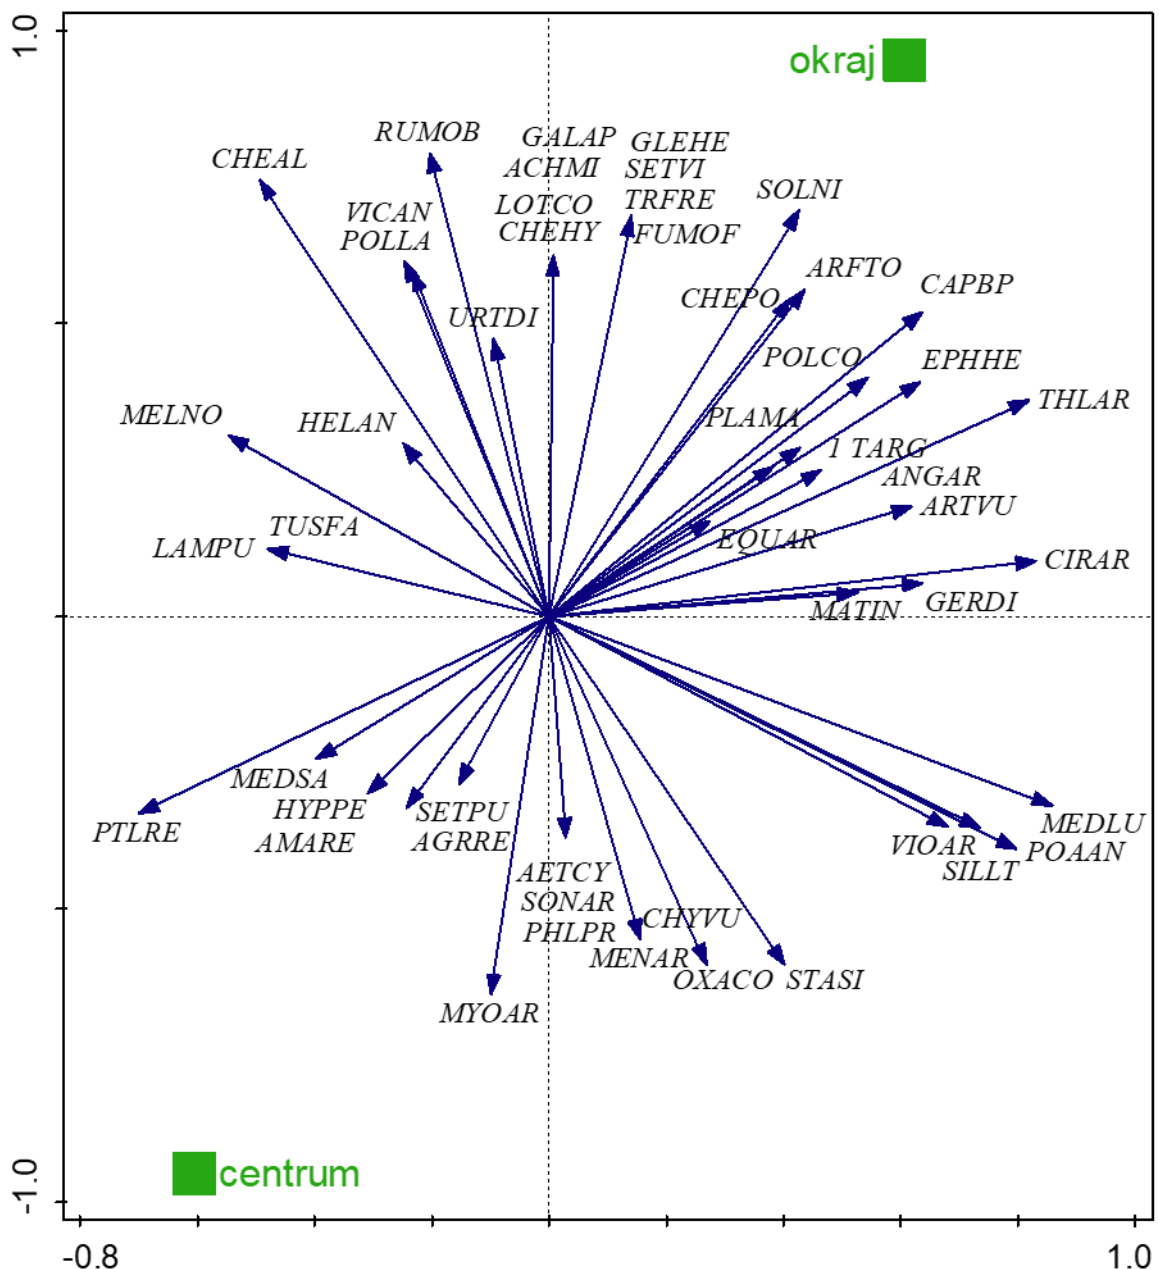 1.0
okraj
RUMOB
GALAP
GLEHE
CHEAL
ACHMI
SETVI
SOLNI
VICAN
LOTCO
TRFRE
POLLA
CHEHY
FUMOF
ARFTO
CHEPO
CAPBP
URTDI
POLCO
EPHHE
MELNO
HELAN
PLAMA
THLAR
1 TARG
ANGAR
TUSFA
ARTVU
LAMPU
EQUAR
CIRAR
MATIN
GERDI
MEDSA
HYPPE
SETPU
MEDLU
PTLRE
AMARE
AGRRE
VIOAR
POAAN
AETCY
SILLT
SONAR
CHYVU
PHLPR
MENAR
OXACO
STASI
MYOAR
centrum
-1.0
-0.8
1.0